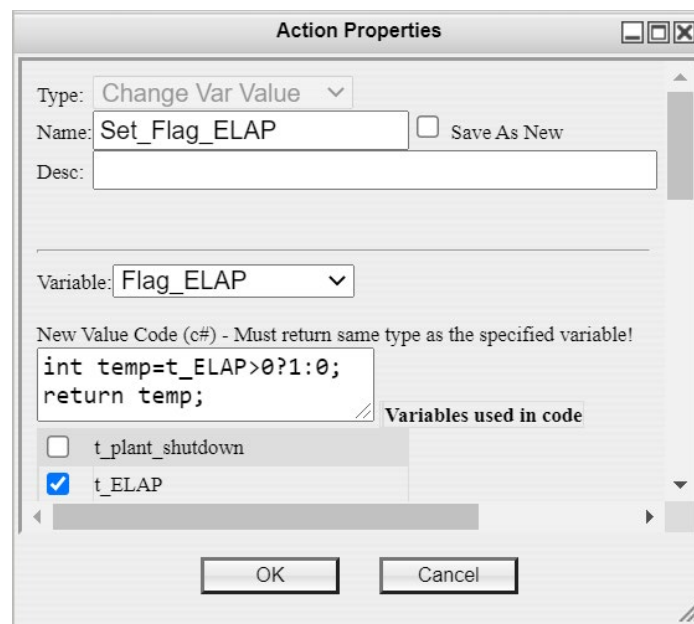 Action Properties
Type: Change Var Value
Name: Set_Flag_ELAP Save As New
Desc:
Variable: Flag_ELAP
New Value Code (c#) - Must return same type as the specified variable!
int temp=t_ELAP>0?1:0;
return temp;
Variables used in code
t_plant_shutdown
t_ELAP
OK Cancel